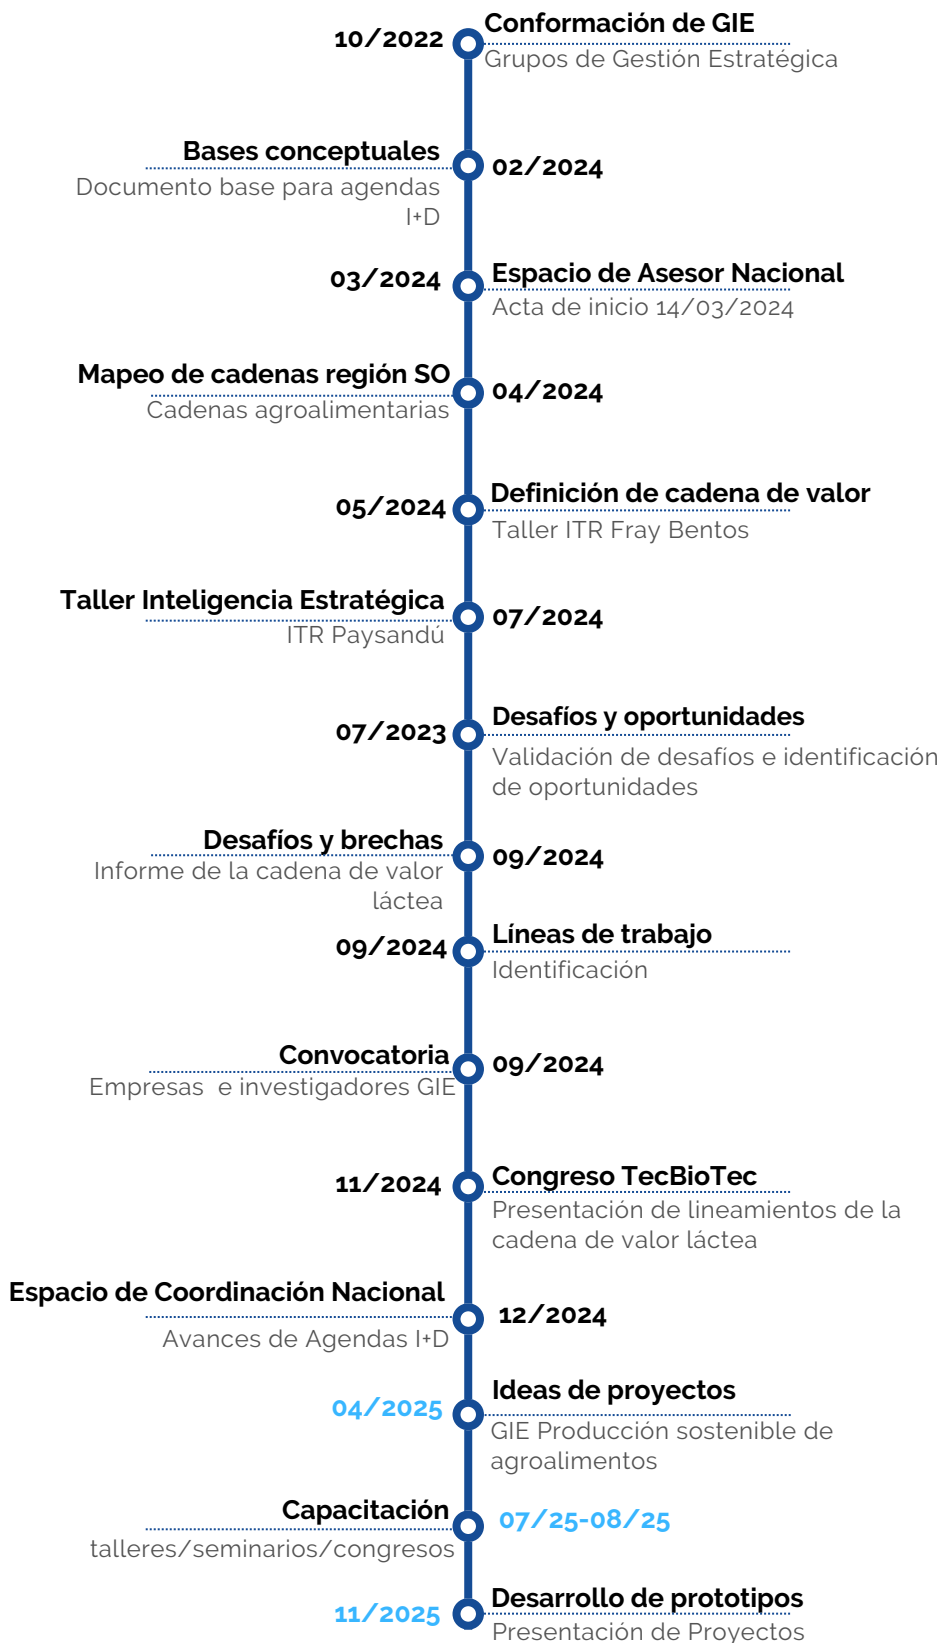 10/2022
Conformación de GIE
Grupos de Gestión Estratégica
Bases conceptuales
Documento base para agendas
I+D
02/2024
03/2024
Espacio de Asesor Nacional
Acta de inicio 14/03/2024
Mapeo de cadenas región SO
Cadenas agroalimentarias
04/2024
05/2024
Definición de cadena de valor
Taller ITR Fray Bentos
Taller Inteligencia Estratégica
ITR Paysandú
07/2024
07/2023
Desafíos y oportunidades
Validación de desafíos e identificación
de oportunidades
Desafíos y brechas
Informe de la cadena de valor
láctea
09/2024
09/2024
Líneas de trabajo
Identificación
Convocatoria
Empresas  e investigadores GIE
09/2024
11/2024
Congreso TecBioTec
Presentación de lineamientos de la
cadena de valor láctea
Espacio de Coordinación Nacional
Avances de Agendas I+D
12/2024
04/2025
Ideas de proyectos
GIE Producción sostenible de
agroalimentos
Capacitación
talleres/seminarios/congresos
07/25-08/25
11/2025
Desarrollo de prototipos
Presentación de Proyectos